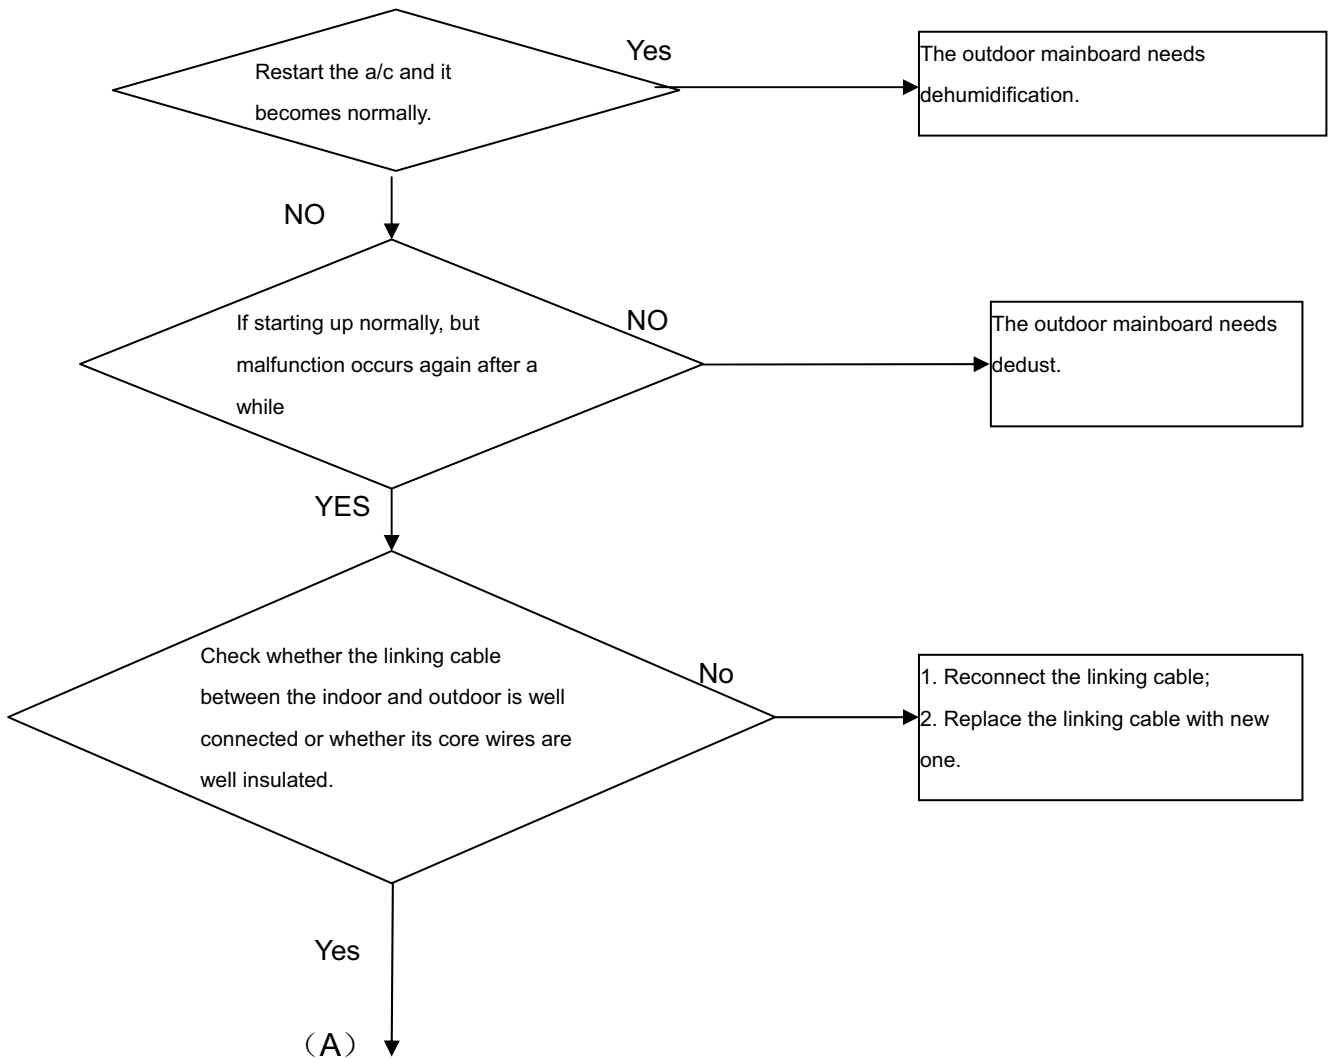 Restart the a/c and it
becomes normally.
Yes
The outdoor mainboard needs
dehumidification.
NO
If starting up normally, but
malfunction occurs again after a
while
NO
The outdoor mainboard needs
dedust.
YES
Check whether the linking cable
between the indoor and outdoor is well
connected or whether its core wires are
well insulated.
No
1. Reconnect the linking cable;
2. Replace the linking cable with new
one.
Yes
（A）